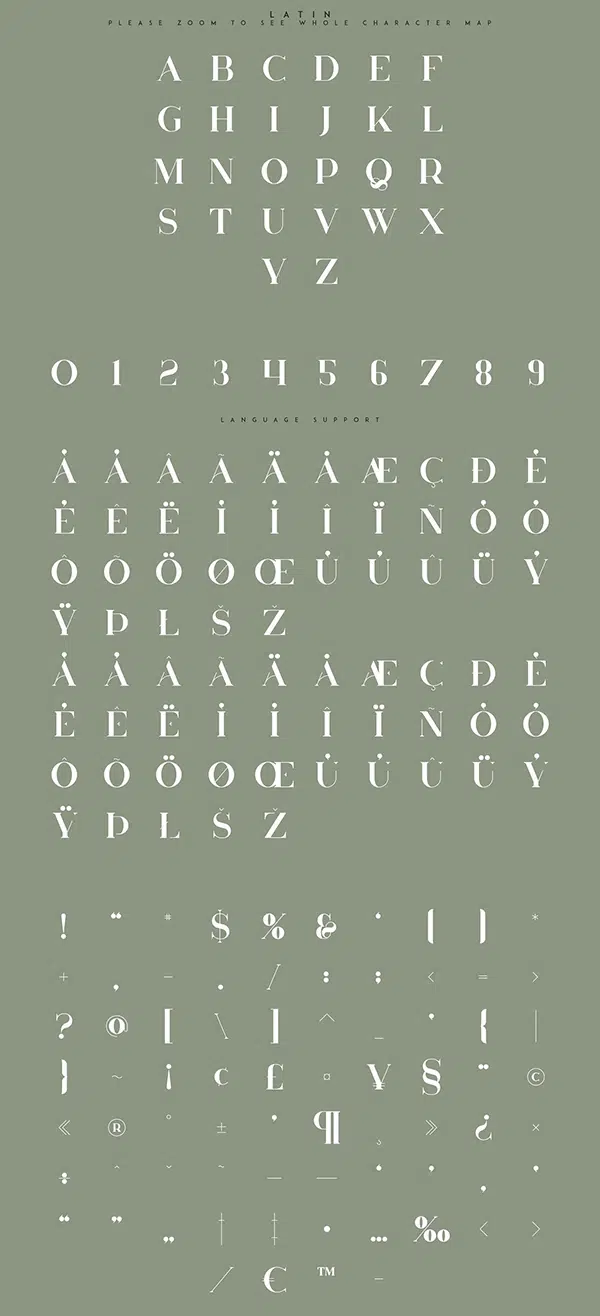 LATIN
PLEASE ZOOM TO SEE WHOLE CHARACTER MAP
A B C D E F
G H I J K L
M N O P Q R
S T U V W X
Y Z
0 1 2 3 4 5 6 7 8 9
LANGUAGE SUPPORT
À Á Â Ã Ä Å Æ Ç Ð È
É Ê Ë Ì Í Î Ï Ñ Ò Ó
Ô Õ Ö Ø Œ Ù Ú Û Ü Ý
Ÿ Þ Ł Š Ž
À Á Â Ã Ä Å Æ Ç Ð È
É Ê Ë Ì Í Î Ï Ñ Ò Ó
Ô Õ Ö Ø Œ Ù Ú Û Ü Ý
Ÿ Þ Ł Š Ž
! " # $ % & ' ( ) *
+ , - . / : ; < = >
? @ [ \ ] ^ _ ` { |
} ~ ¡ ¢ £ ¤ ¥ § ¨ ©
« ® ° ± ´ ¶ ¸ » ¿ ×
÷ ˆ ˇ ˜ – — ‘ ’ ‚ ’
“ ” „ † ‡ • … ‰ ‹ ›
⁄ € ™ −